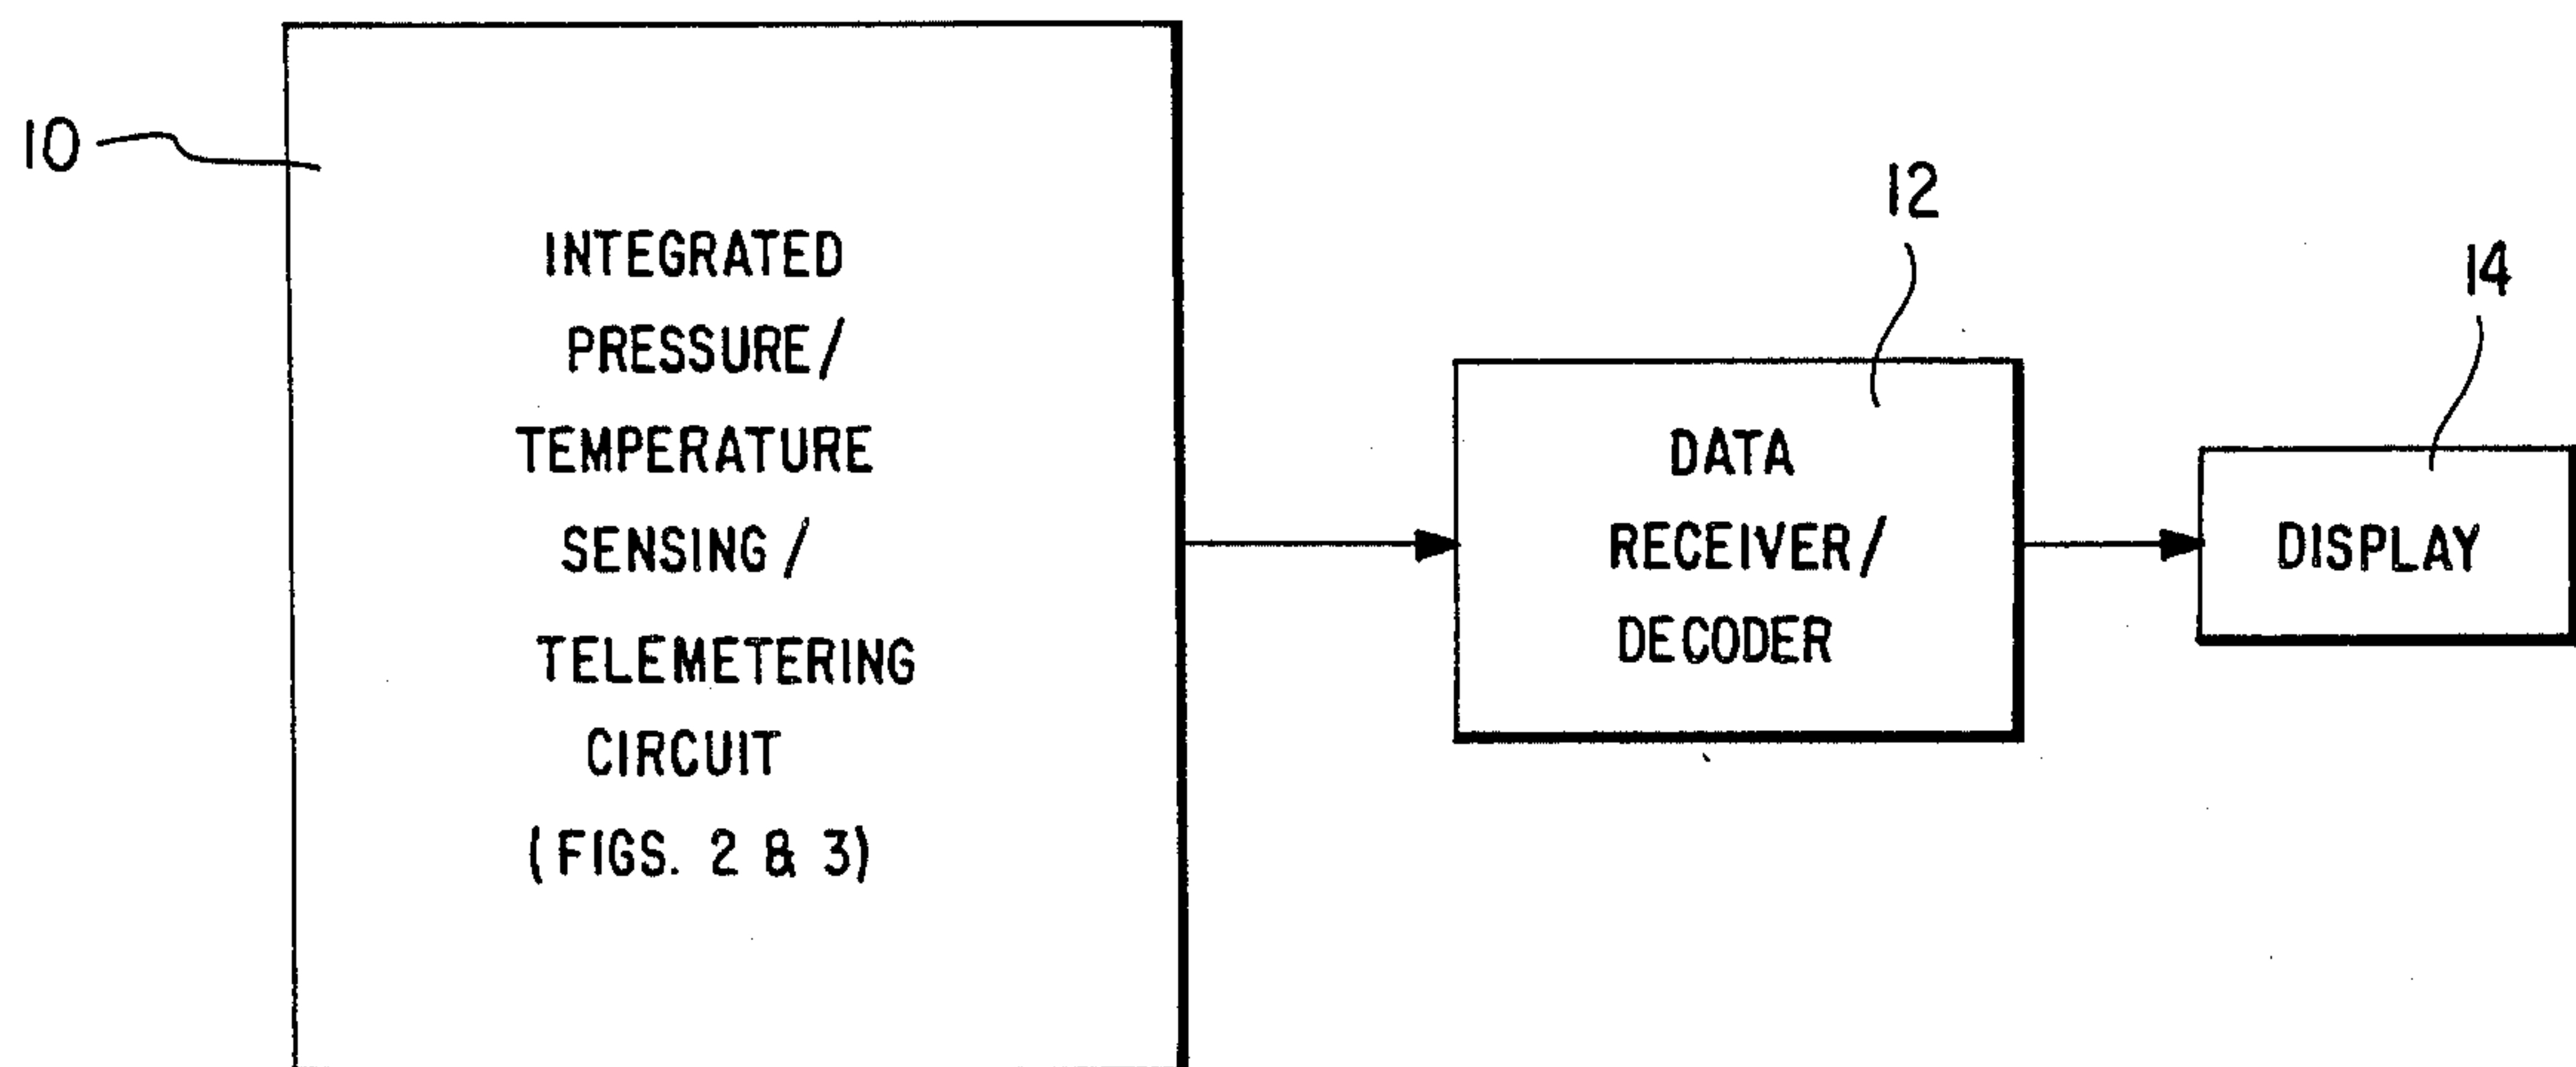 10
INTEGRATED
PRESSURE/
TEMPERATURE
SENSING/
TELEMETERING
CIRCUIT
(FIGS. 2 & 3)
12
DATA
RECEIVER/
DECODER
14
DISPLAY